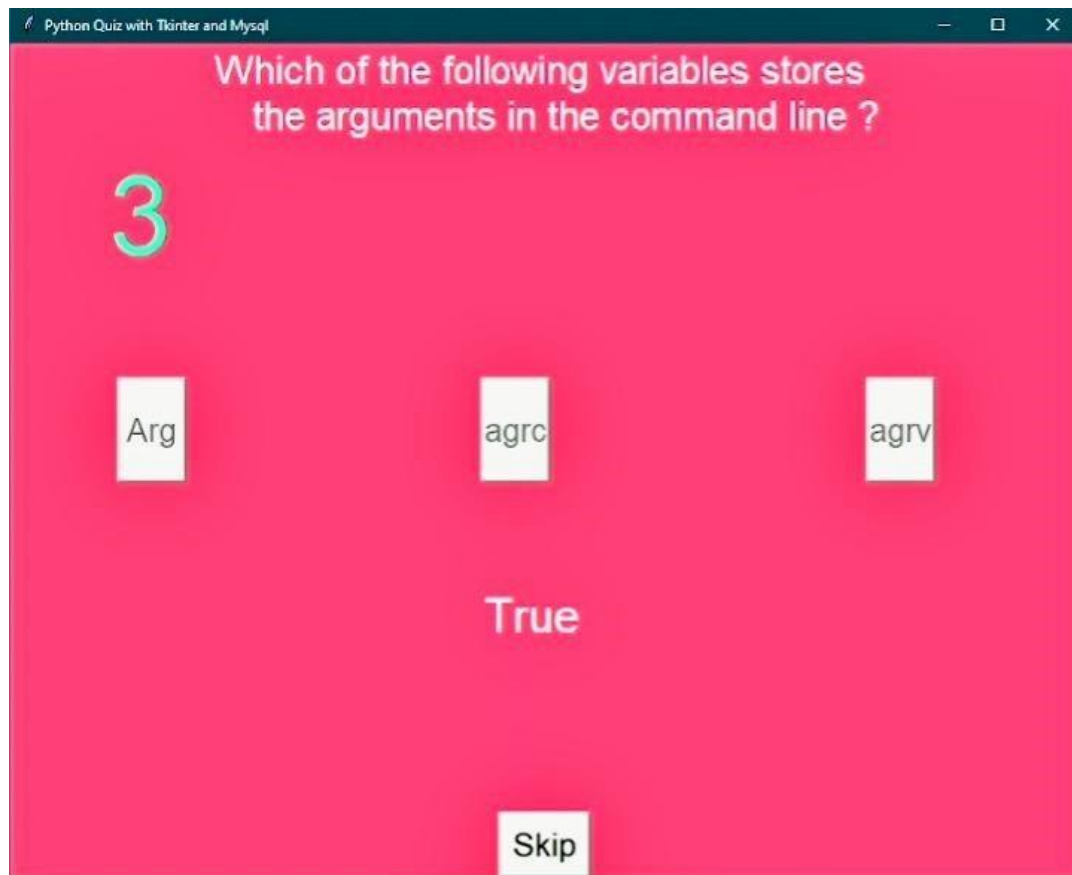 Python Quiz with Tkinter and Mysql
Which of the following variables stores
the arguments in the command line ?
3
Arg
agrc
agrv
True
Skip